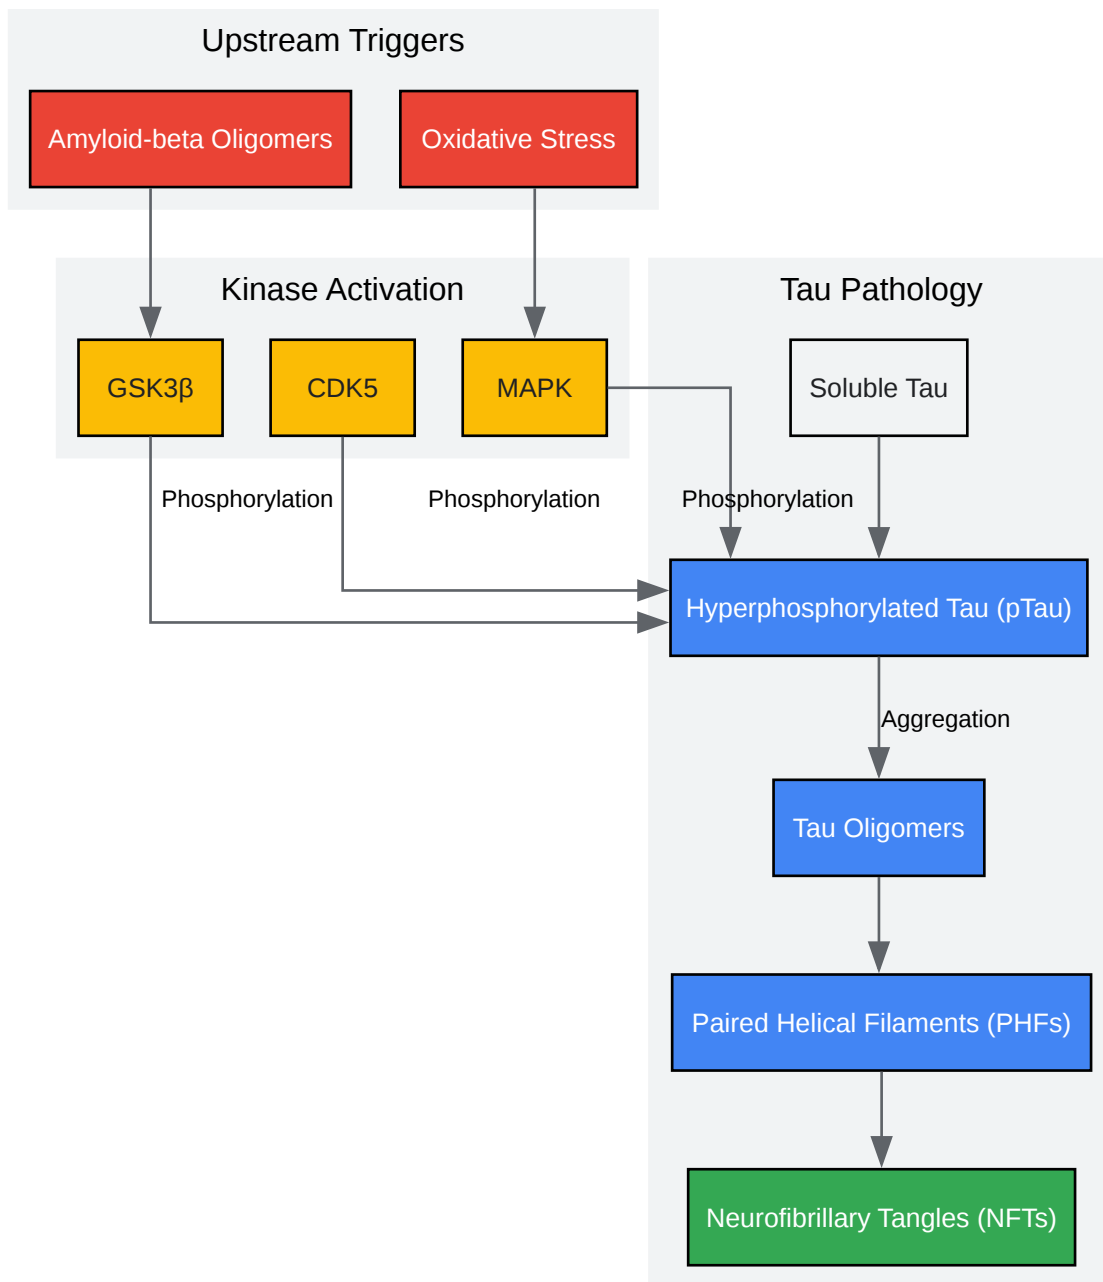 Upstream Triggers
Amyloid-beta Oligomers
Oxidative Stress
Kinase Activation
GSK3β
CDK5
MAPK
Tau Pathology
Soluble Tau
Phosphorylation
Phosphorylation
Phosphorylation
Hyperphosphorylated Tau (pTau)
Aggregation
Tau Oligomers
Paired Helical Filaments (PHFs)
Neurofibrillary Tangles (NFTs)